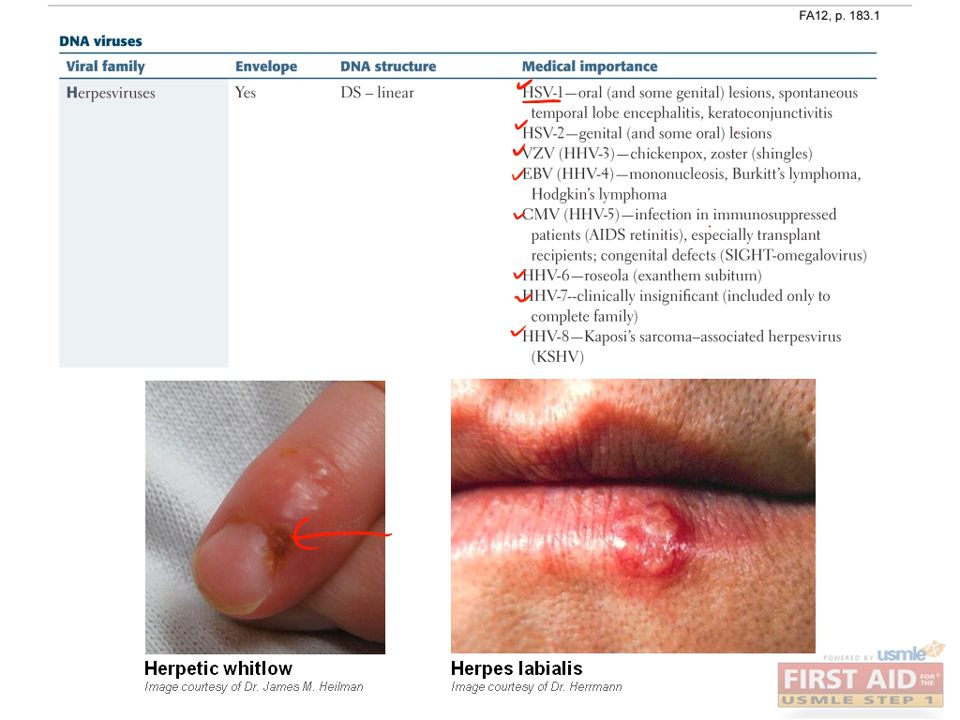 FA12, p. 183.1
DNA viruses
Viral family Envelope DNA structure Medical importance
Herpesviruses Yes DS – linear HSV-1—oral (and some genital) lesions, spontaneous
temporal lobe encephalitis, keratoconjunctivitis
HSV-2—genital (and some oral) lesions
VZV (HHV-3)—chickenpox, zoster (shingles)
EBV (HHV-4)—mononucleosis, Burkitt's lymphoma,
Hodgkin's lymphoma
CMV (HHV-5)—infection in immunosuppressed
patients (AIDS retinitis), especially transplant
recipients; congenital defects (SIGHT-omegalovirus)
HHV-6—roseola (exanthem subitum)
HHV-7--clinically insignificant (included only to
complete family)
HHV-8—Kaposi's sarcoma–associated herpesvirus
(KSHV)
Herpetic whitlow Herpes labialis
Image courtesy of Dr. James M. Heilman Image courtesy of Dr. Herrmann
POWERED BY usmle
FIRST AID FOR THE
USMLE STEP 1